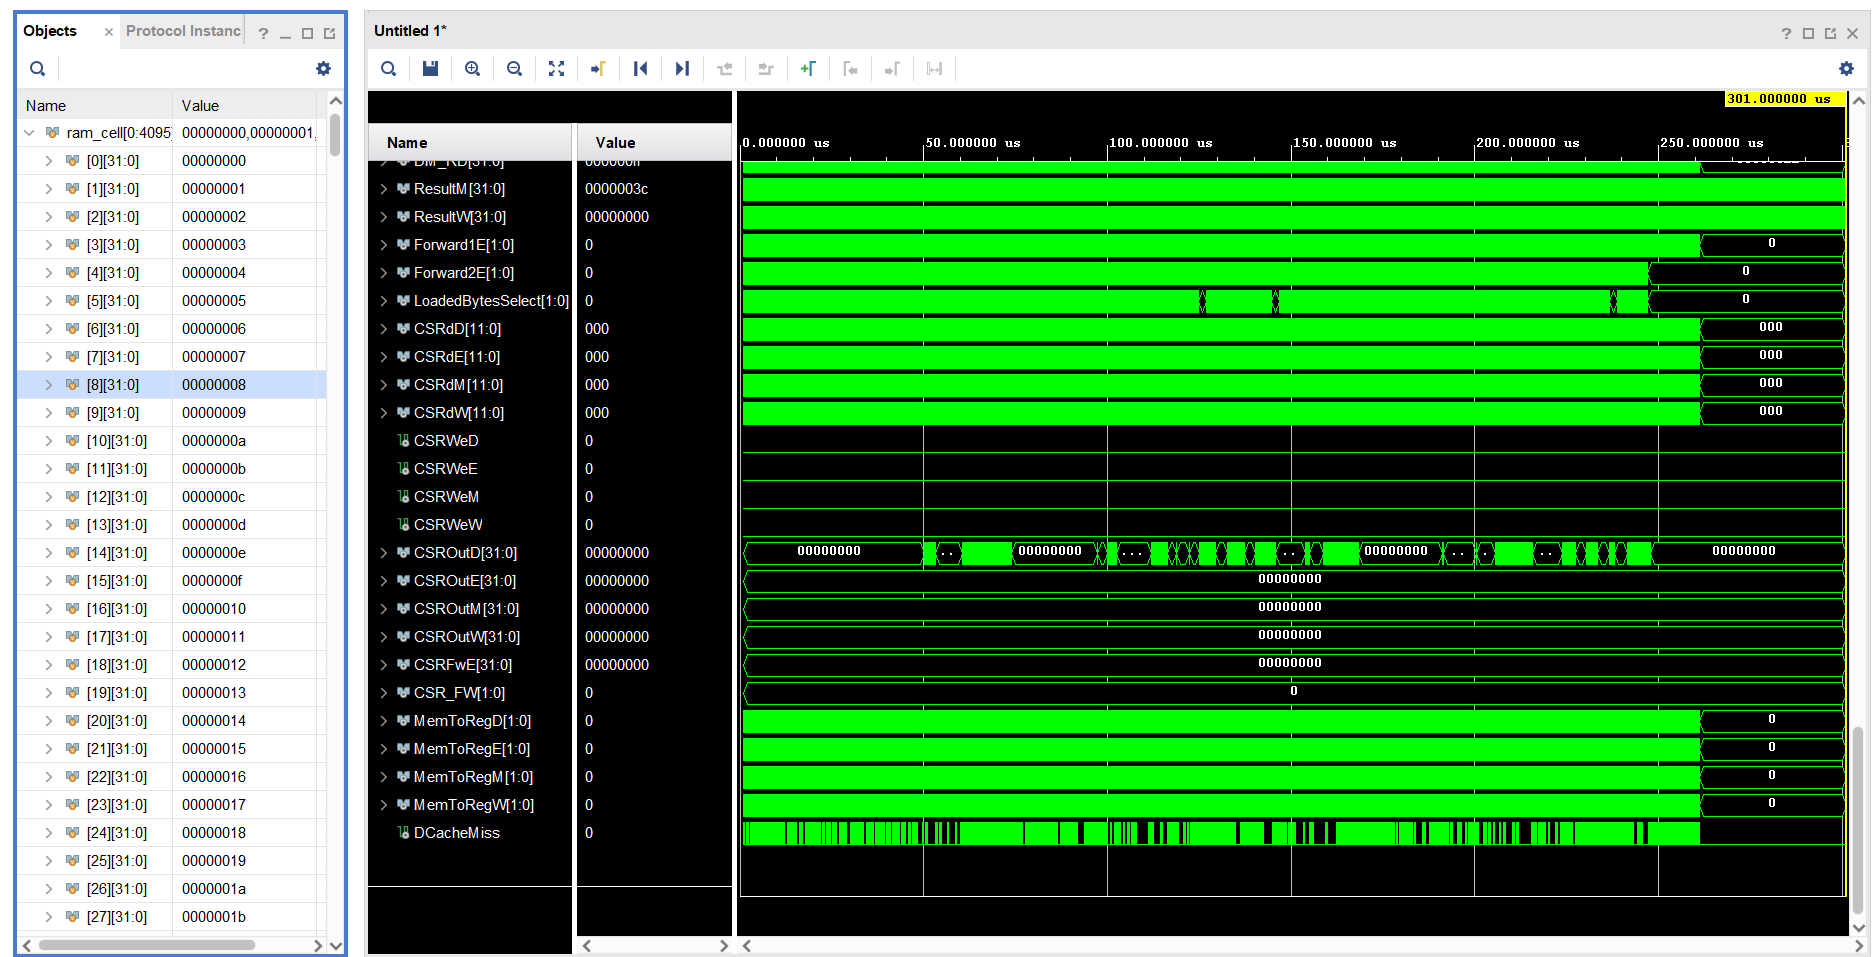 Objects × Protocol Instanc ?
Name Value
ram_cell[0:4095] 00000000,00000001,
[0][31:0] 00000000
[1][31:0] 00000001
[2][31:0] 00000002
[3][31:0] 00000003
[4][31:0] 00000004
[5][31:0] 00000005
[6][31:0] 00000006
[7][31:0] 00000007
[8][31:0] 00000008
[9][31:0] 00000009
[10][31:0] 0000000a
[11][31:0] 0000000b
[12][31:0] 0000000c
[13][31:0] 0000000d
[14][31:0] 0000000e
[15][31:0] 0000000f
[16][31:0] 00000010
[17][31:0] 00000011
[18][31:0] 00000012
[19][31:0] 00000013
[20][31:0] 00000014
[21][31:0] 00000015
[22][31:0] 00000016
[23][31:0] 00000017
[24][31:0] 00000018
[25][31:0] 00000019
[26][31:0] 0000001a
[27][31:0] 0000001b
Untitled 1* ?
301.000000 us
Name Value 0.000000 us 50.000000 us 100.000000 us 150.000000 us 200.000000 us 250.000000 us
DM_RD[31:0] 000000ff
ResultM[31:0] 0000003c
ResultW[31:0] 00000000
Forward1E[1:0] 0 0
Forward2E[1:0] 0 0
LoadedBytesSelect[1:0] 0 0
CSRdD[11:0] 000 000
CSRdE[11:0] 000 000
CSRdM[11:0] 000 000
CSRdW[11:0] 000 000
CSRWeD 0
CSRWeE 0
CSRWeM 0
CSRWeW 0
CSROutD[31:0] 00000000 00000000 .. 00000000 ... .. 00000000 .. . .. 00000000
CSROutE[31:0] 00000000 00000000
CSROutM[31:0] 00000000 00000000
CSROutW[31:0] 00000000 00000000
CSRFwE[31:0] 00000000 00000000
CSR_FW[1:0] 0 0
MemToRegD[1:0] 0 0
MemToRegE[1:0] 0 0
MemToRegM[1:0] 0 0
MemToRegW[1:0] 0 0
DCacheMiss 0